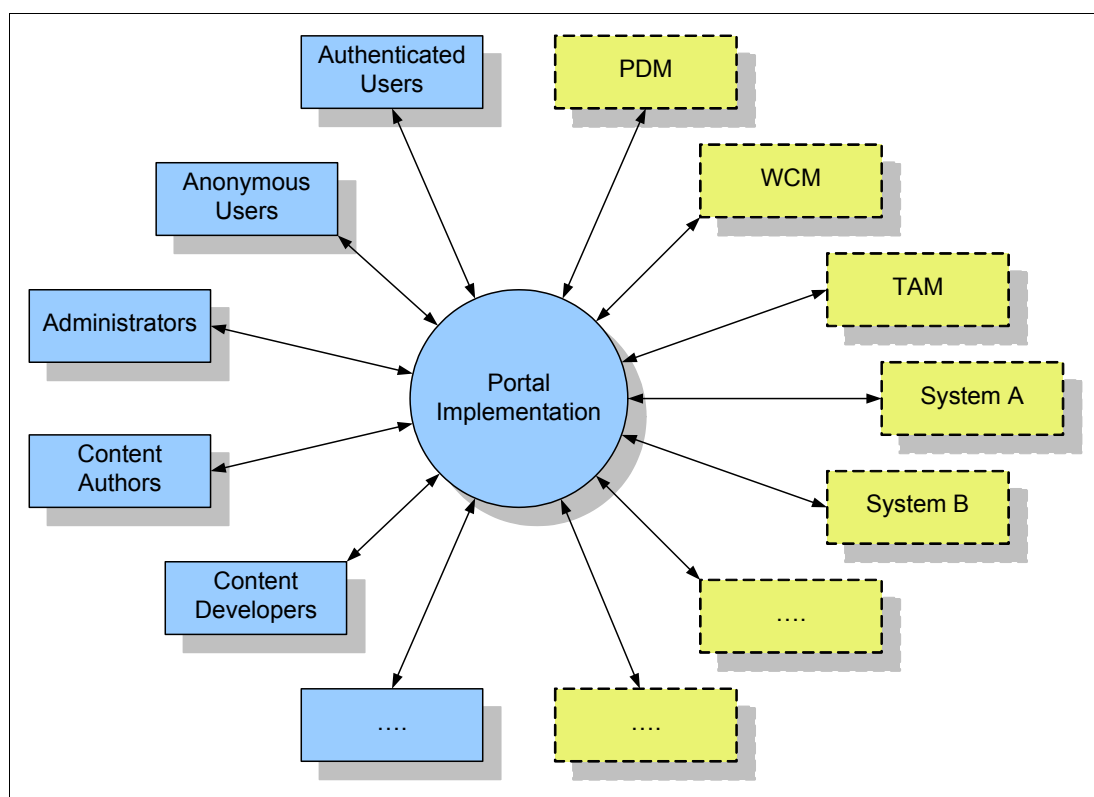 Authenticated
Users
PDM
Anonymous
Users
WCM
Administrators
TAM
Portal
Implementation
System A
Content
Authors
System B
Content
Developers
....
....
....